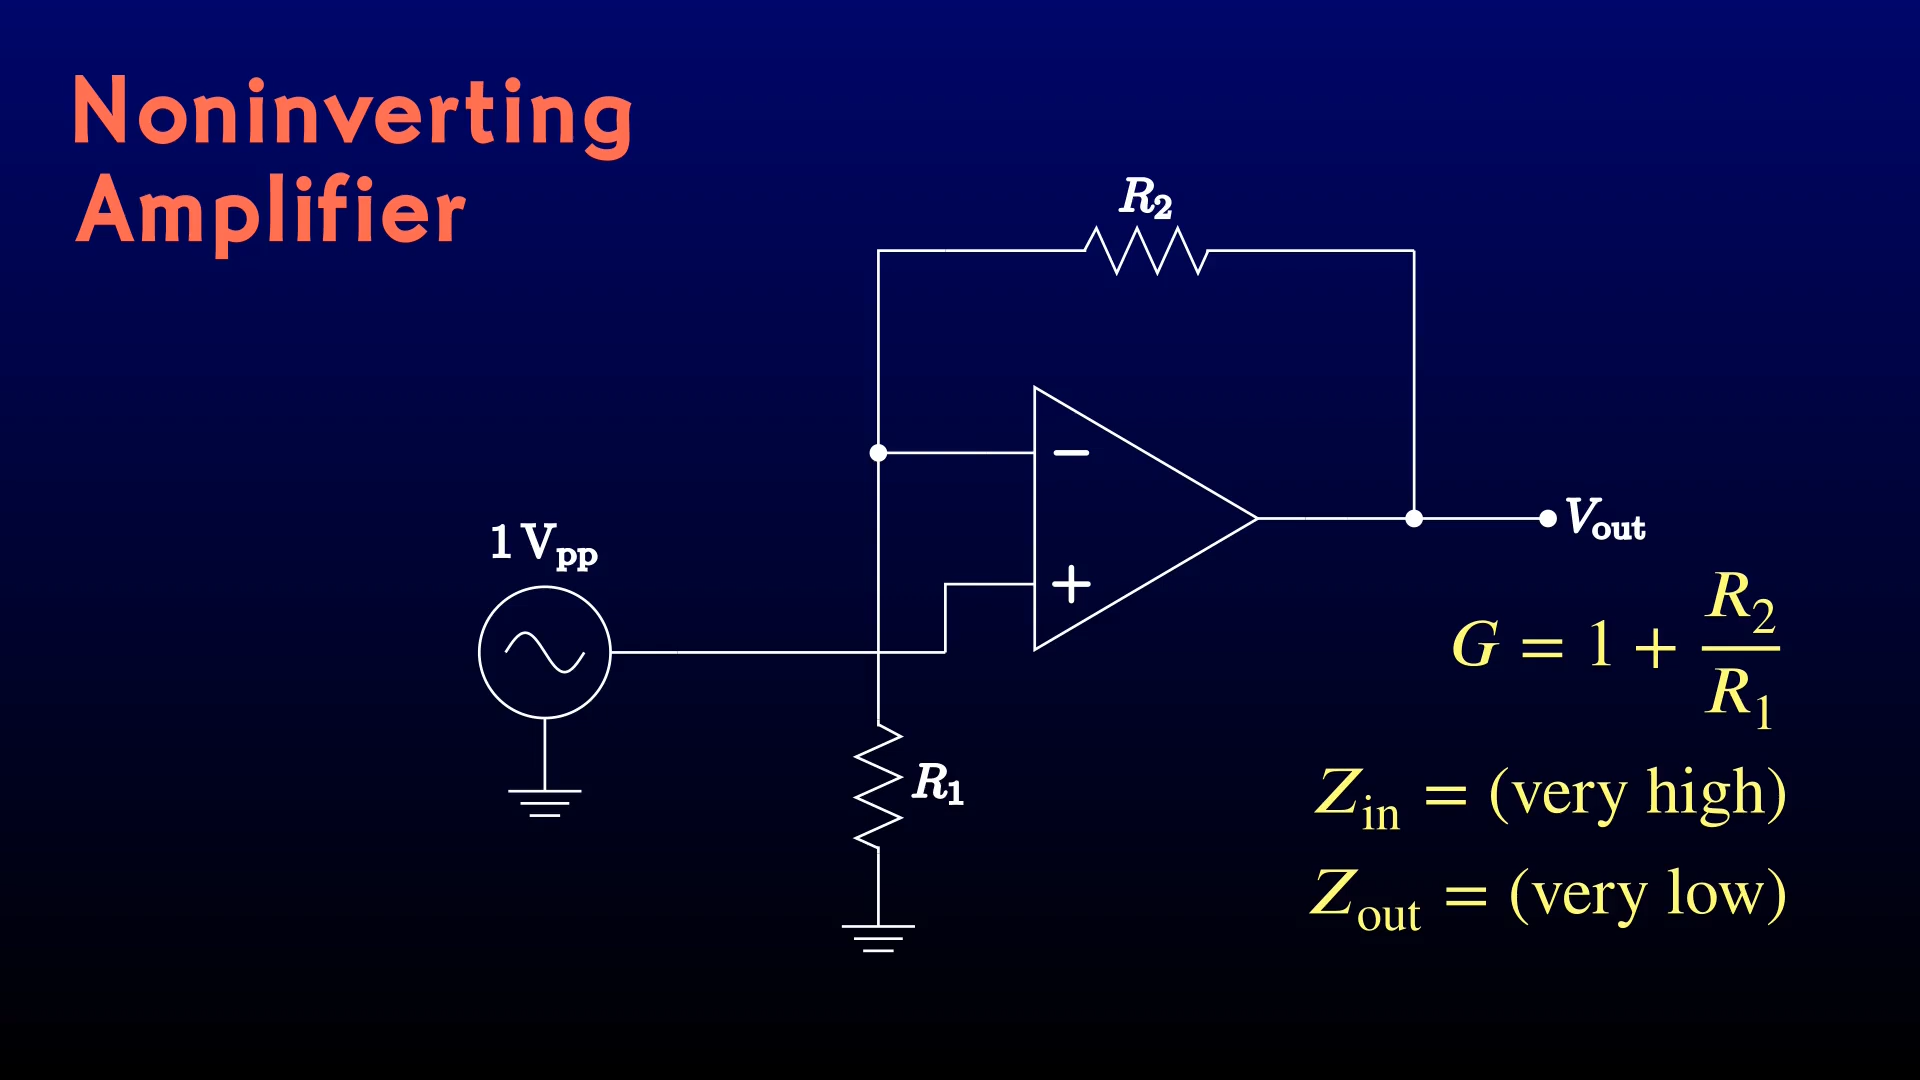 Noninverting
Amplifier
R₂
−
1 Vpp
+
Vout
G = 1 + R₂/R₁
R₁
Zin = (very high)
Zout = (very low)